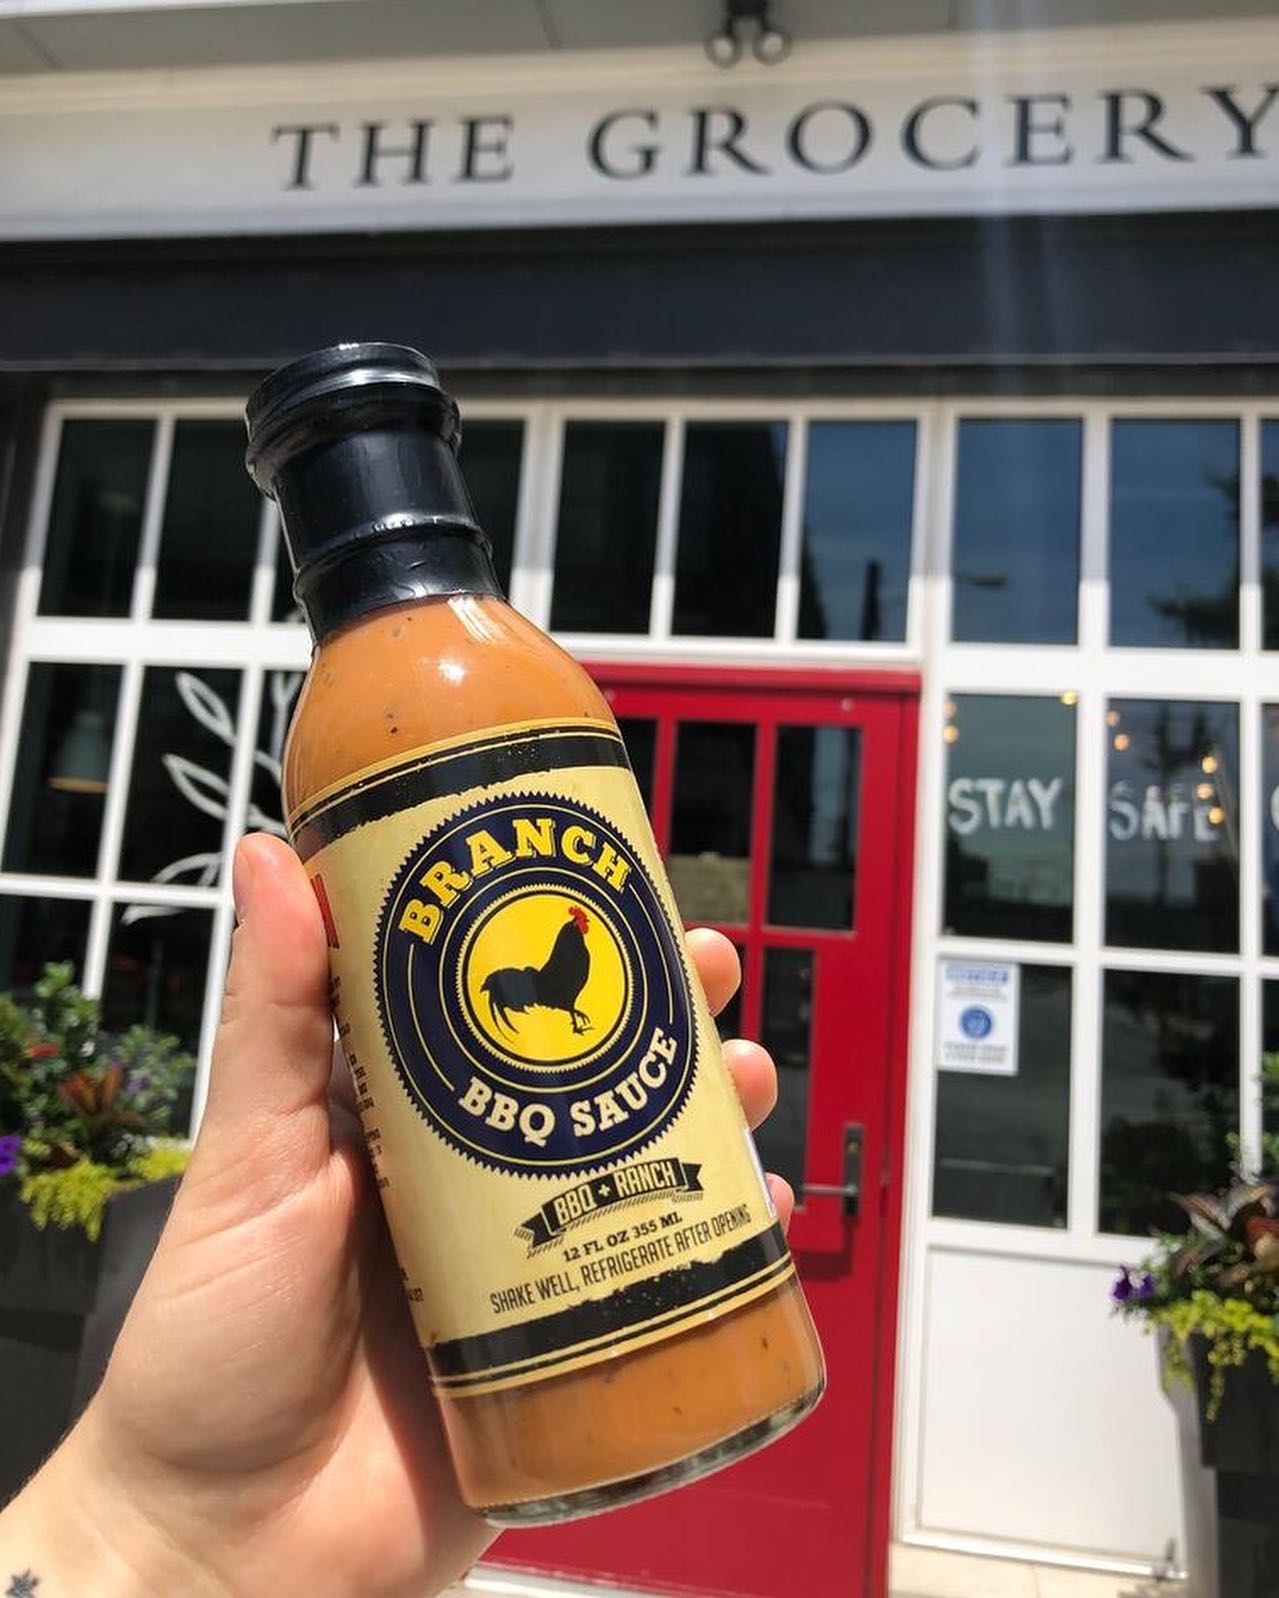 THE GROCERY
STAY SAFE
BRANCH
BBQ SAUCE
BBQ + RANCH
12 FL OZ 355 ML
SHAKE WELL, REFRIGERATE AFTER OPENING